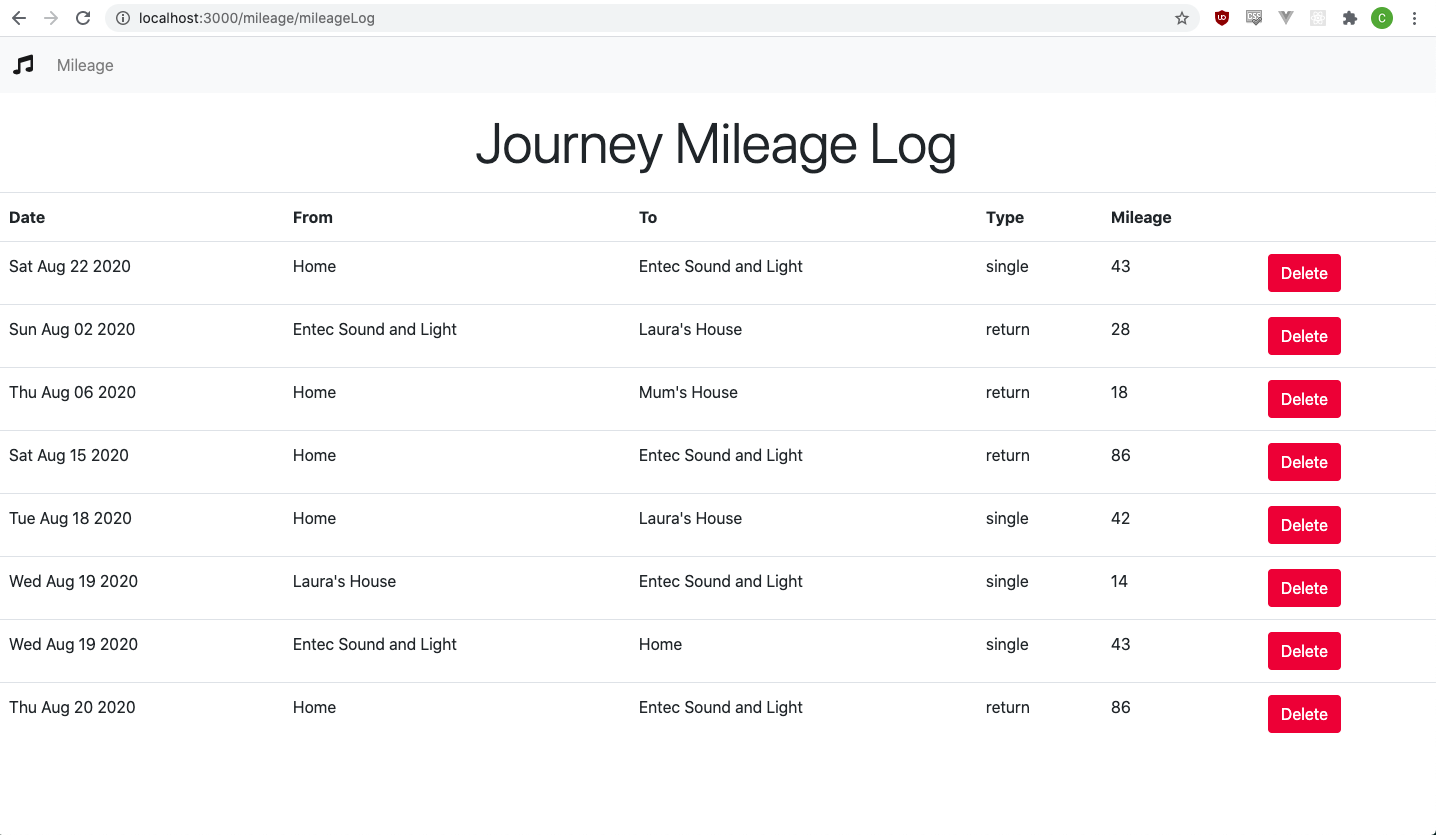 localhost:3000/mileage/mileageLog
UD
CSS
C
Mileage
Journey Mileage Log
Date From To Type Mileage
Sat Aug 22 2020 Home Entec Sound and Light single 43 Delete
Sun Aug 02 2020 Entec Sound and Light Laura's House return 28 Delete
Thu Aug 06 2020 Home Mum's House return 18 Delete
Sat Aug 15 2020 Home Entec Sound and Light return 86 Delete
Tue Aug 18 2020 Home Laura's House single 42 Delete
Wed Aug 19 2020 Laura's House Entec Sound and Light single 14 Delete
Wed Aug 19 2020 Entec Sound and Light Home single 43 Delete
Thu Aug 20 2020 Home Entec Sound and Light return 86 Delete